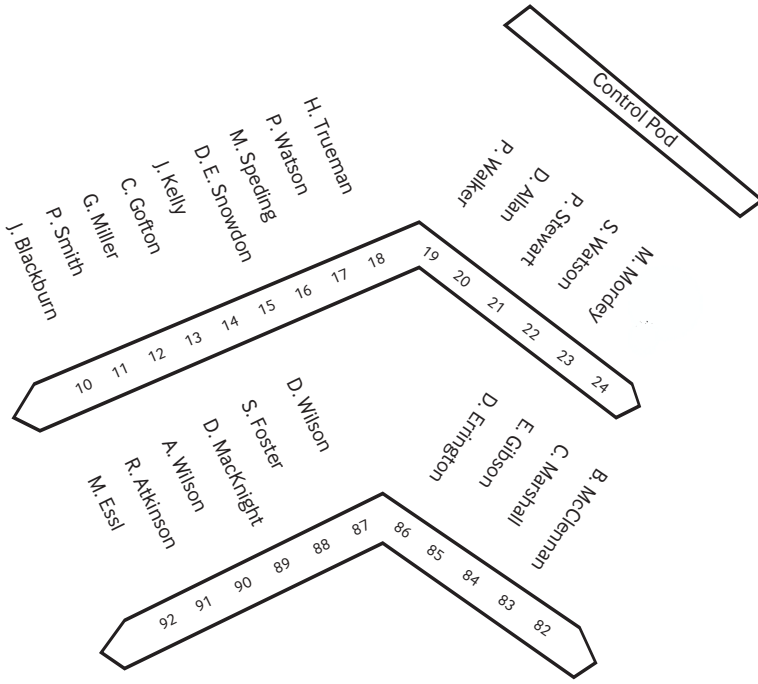 Control Pod
J. Blackburn
P. Smith
G. Miller
C. Gofton
J. Kelly
D. E. Snowdon
M. Speding
P. Watson
H. Trueman
P. Walker
D. Allan
P. Stewart
S. Watson
M. Mordey
10
11
12
13
14
15
16
17
18
19
20
21
22
23
24
M. Essl
R. Atkinson
A. Wilson
D. MacKnight
S. Foster
D. Wilson
D. Errington
E. Gibson
C. Marshall
B. McClennan
92
91
90
89
88
87
86
85
84
83
82